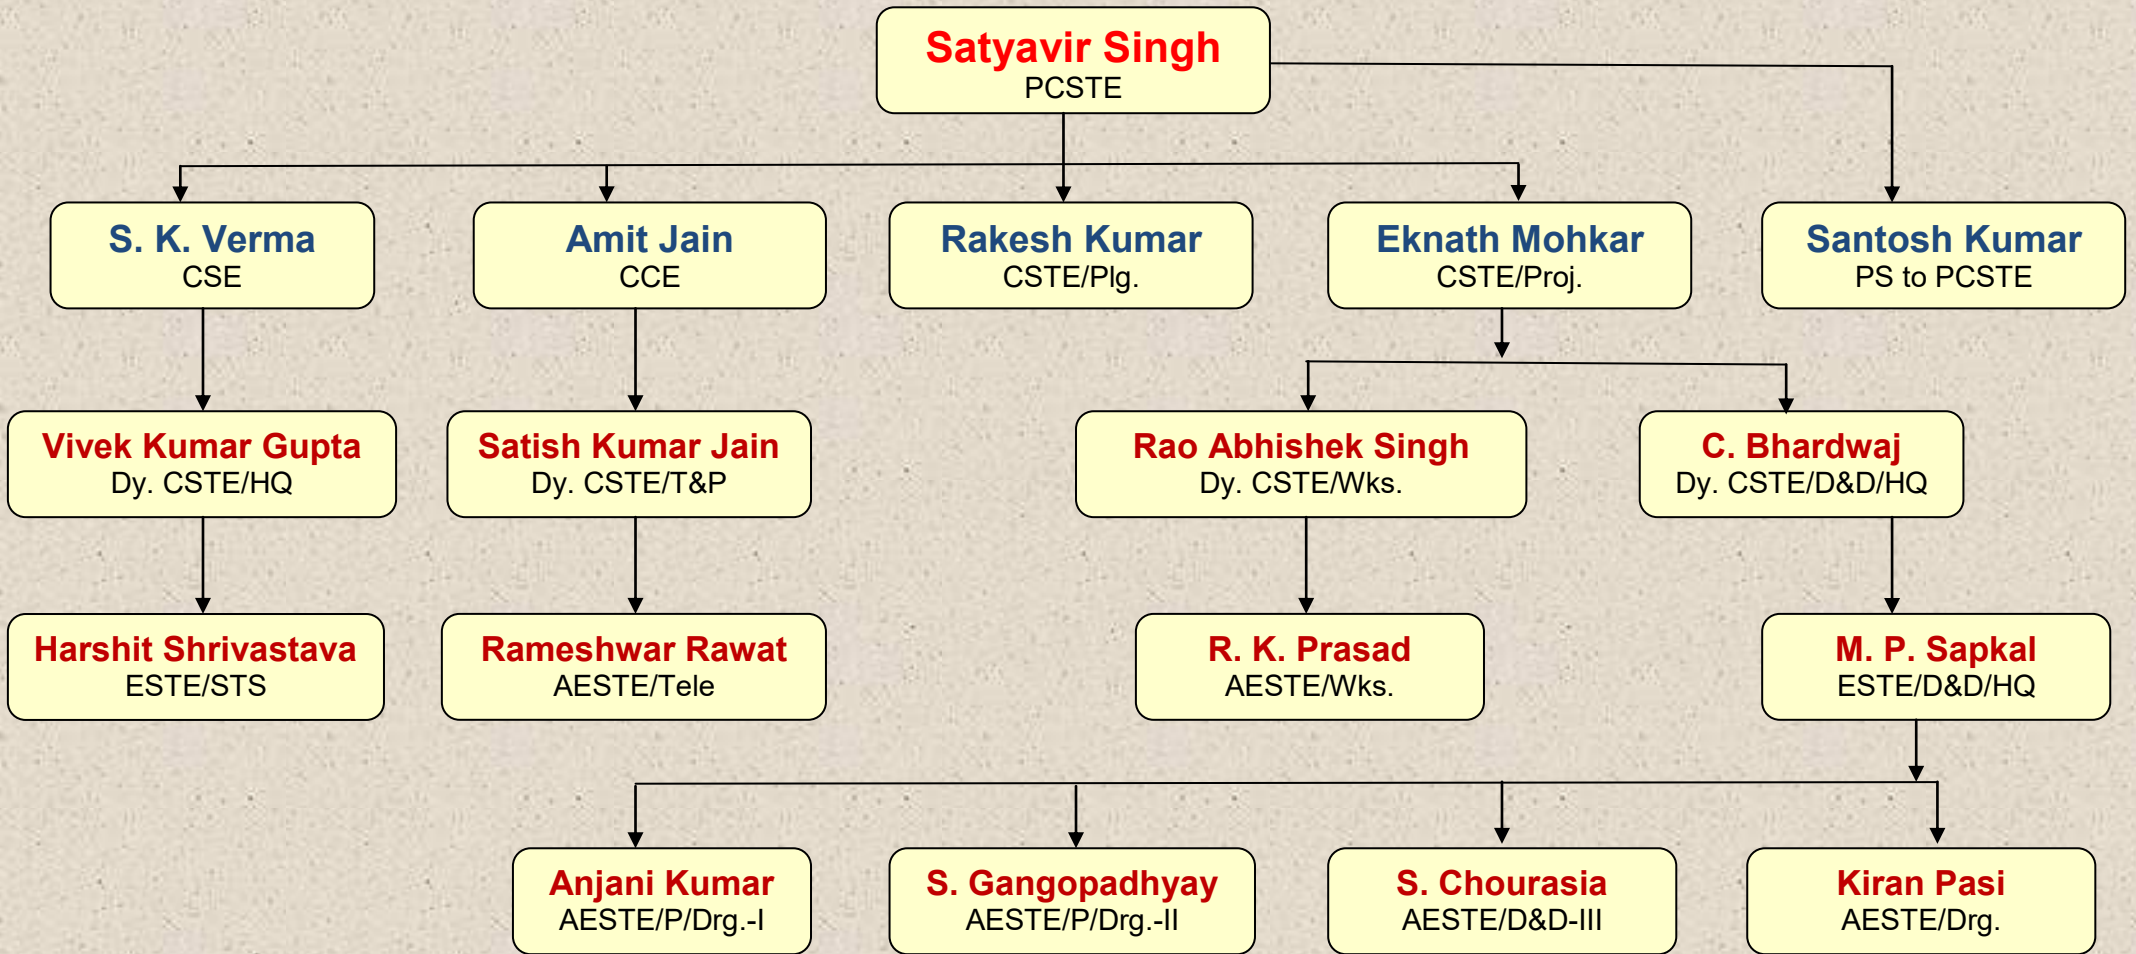 Satyavir Singh
PCSTE
S. K. Verma
CSE
Amit Jain
CCE
Rakesh Kumar
CSTE/Plg.
Eknath Mohkar
CSTE/Proj.
Santosh Kumar
PS to PCSTE
Vivek Kumar Gupta
Dy. CSTE/HQ
Satish Kumar Jain
Dy. CSTE/T&P
Rao Abhishek Singh
Dy. CSTE/Wks.
C. Bhardwaj
Dy. CSTE/D&D/HQ
Harshit Shrivastava
ESTE/STS
Rameshwar Rawat
AESTE/Tele
R. K. Prasad
AESTE/Wks.
M. P. Sapkal
ESTE/D&D/HQ
Anjani Kumar
AESTE/P/Drg.-I
S. Gangopadhyay
AESTE/P/Drg.-II
S. Chourasia
AESTE/D&D-III
Kiran Pasi
AESTE/Drg.